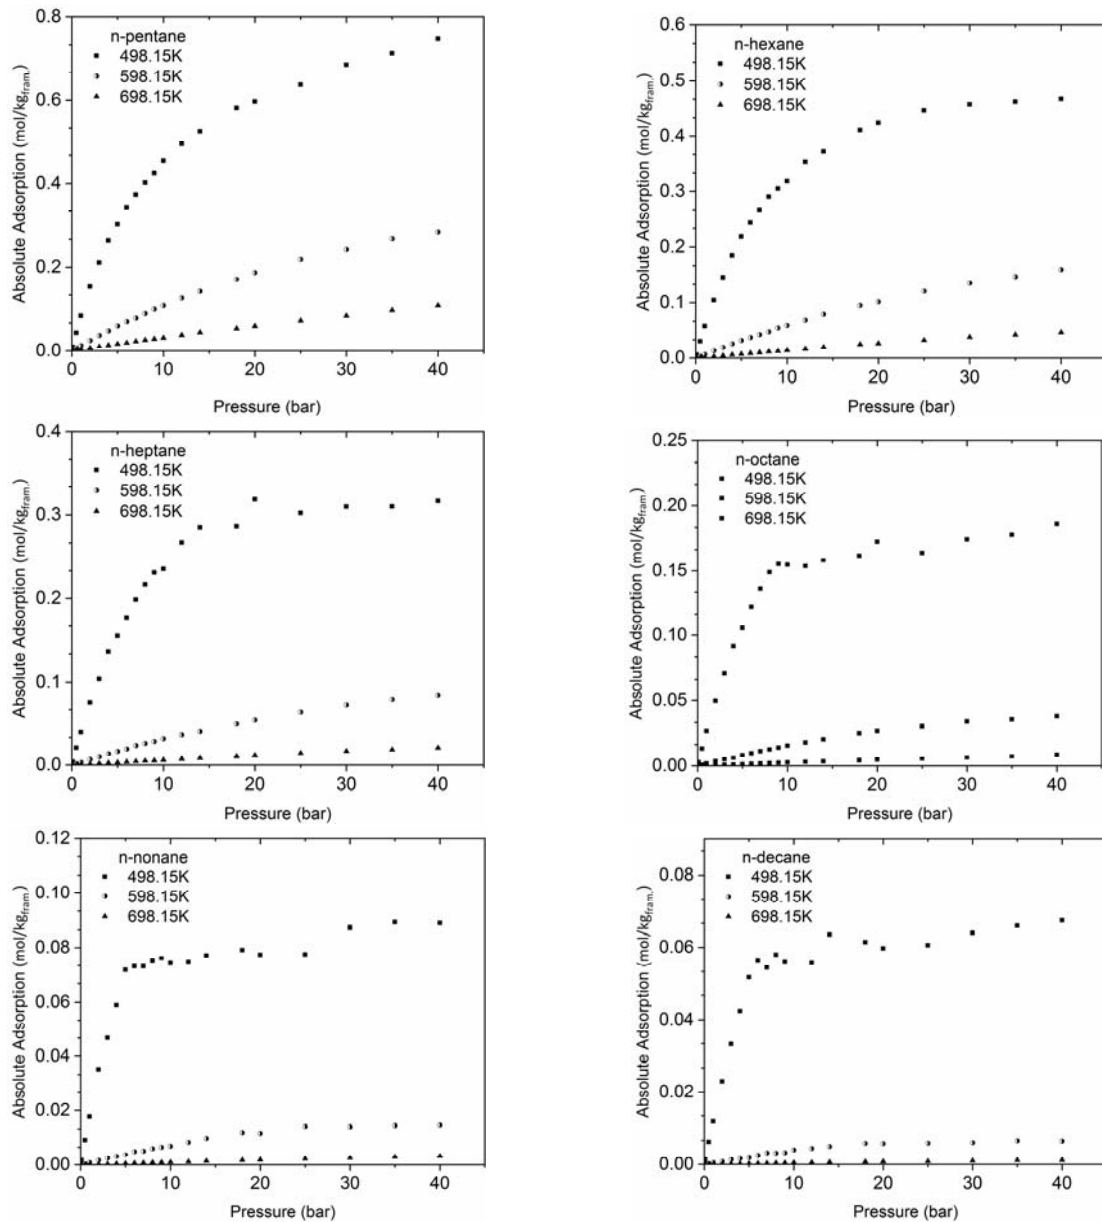 n-pentane
498.15K
598.15K
698.15K
Absolute Adsorption (mol/kgfram.)
0.8
0.6
0.4
0.2
0.0
0 10 20 30 40
Pressure (bar)
n-hexane
498.15K
598.15K
698.15K
Absolute Adsorption (mol/kgfram.)
0.6
0.5
0.4
0.3
0.2
0.1
0.0
0 10 20 30 40
Pressure (bar)
n-heptane
498.15K
598.15K
698.15K
Absolute Adsorption (mol/kgfram.)
0.4
0.3
0.2
0.1
0.0
0 10 20 30 40
Pressure (bar)
n-octane
498.15K
598.15K
698.15K
Absolute Adsorption (mol/kgfram.)
0.25
0.20
0.15
0.10
0.05
0.00
0 10 20 30 40
Pressure (bar)
n-nonane
498.15K
598.15K
698.15K
Absolute Adsorption (mol/kgfram.)
0.12
0.10
0.08
0.06
0.04
0.02
0.00
0 10 20 30 40
Pressure (bar)
n-decane
498.15K
598.15K
698.15K
Absolute Adsorption (mol/kgfram.)
0.08
0.06
0.04
0.02
0.00
0 10 20 30 40
Pressure (bar)